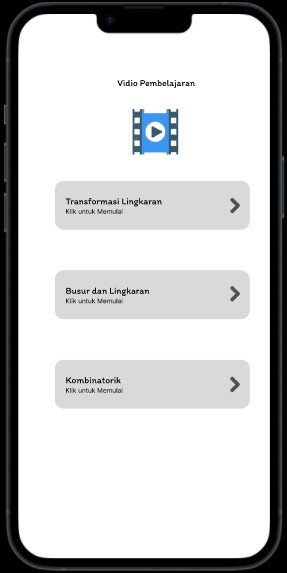 Vidio Pembelajaran
Transformasi Lingkaran
Klik untuk Memulai
Busur dan Lingkaran
Klik untuk Memulai
Kombinatorik
Klik untuk Memulai